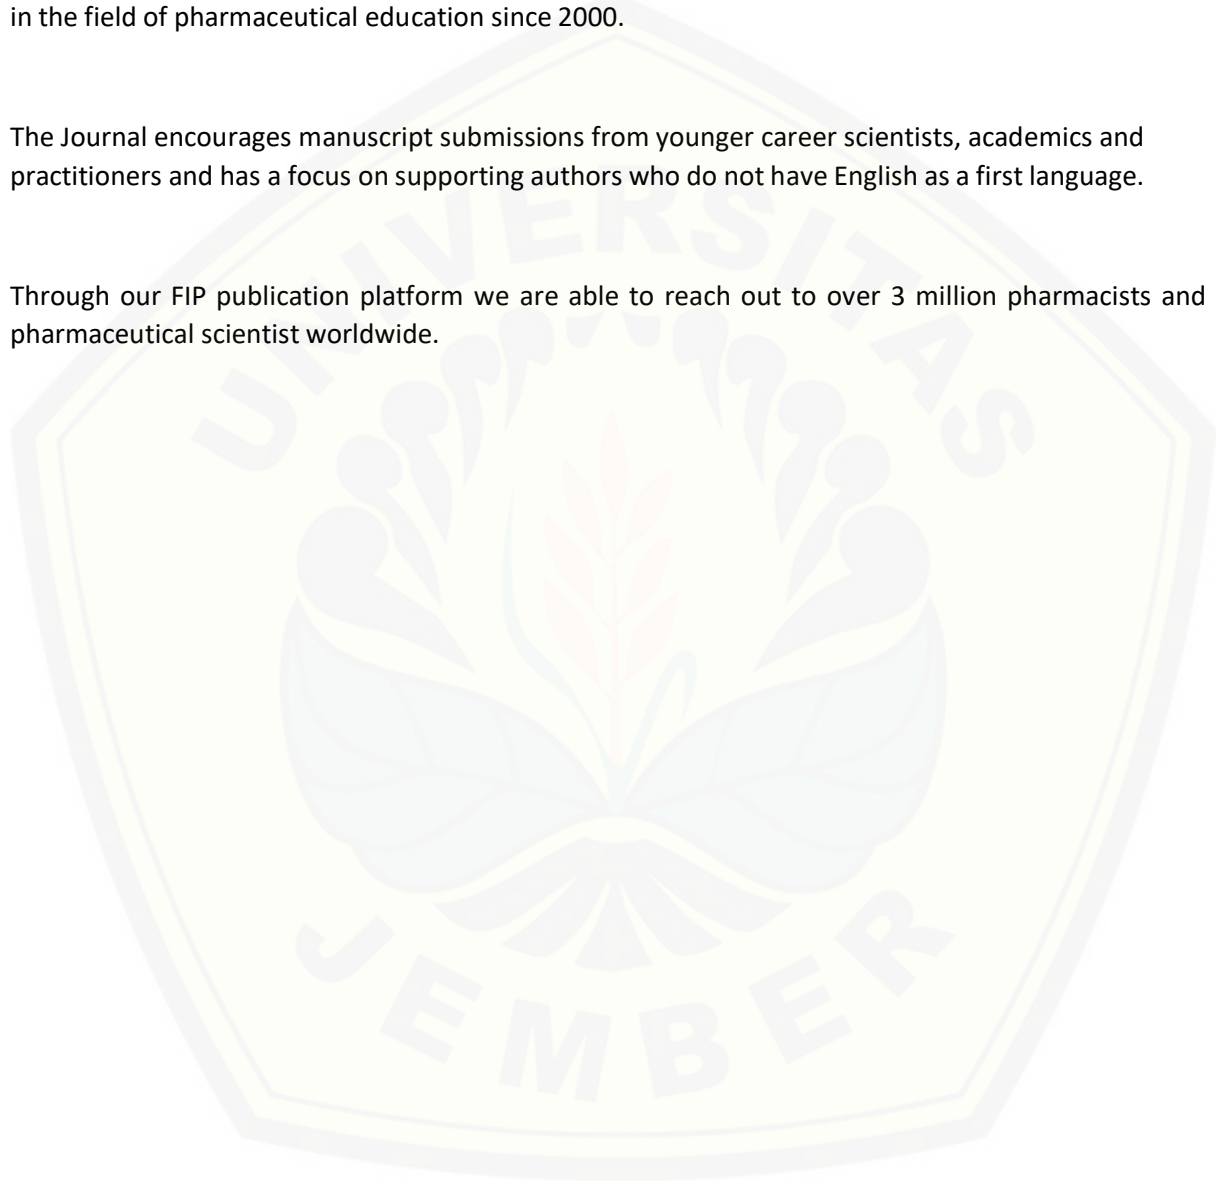 in the field of pharmaceutical education since 2000.
The Journal encourages manuscript submissions from younger career scientists, academics and
practitioners and has a focus on supporting authors who do not have English as a first language.
Through our FIP publication platform we are able to reach out to over 3 million pharmacists and
pharmaceutical scientist worldwide.
UNIVERSITAS
JEMBER